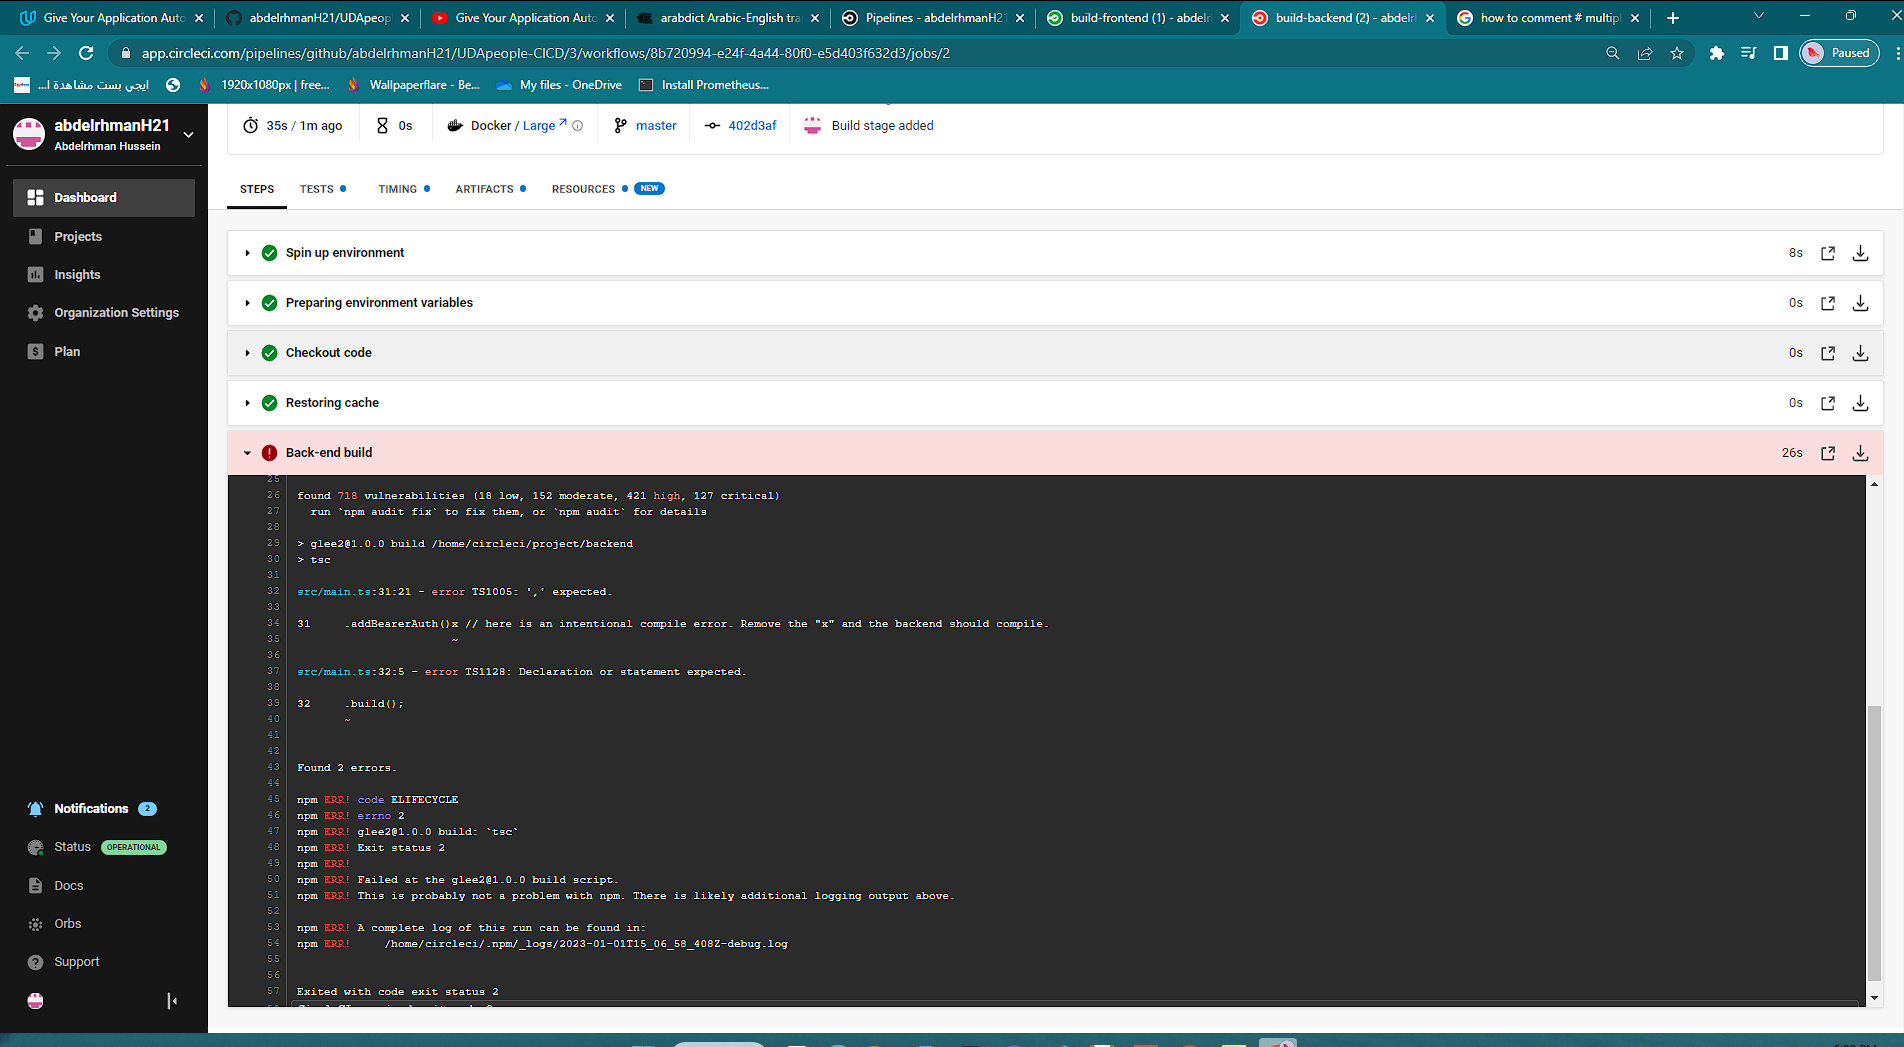 Give Your Application Auto
abdelrhmanH21/UDApeop
Give Your Application Auto
arabdict Arabic-English tra
Pipelines - abdelrhmanH2
build-frontend (1) - abdelr
build-backend (2) - abdelr
how to comment # multip
app.circleci.com/pipelines/github/abdelrhmanH21/UDApeople-CICD/3/workflows/8b720994-e24f-4a44-80f0-e5d403f632d3/jobs/2
Paused
ايجي بست مشاهدة ا...
1920x1080px | free...
Wallpaperflare - Be...
My files - OneDrive
Install Prometheus...
abdelrhmanH21
Abdelrhman Hussein
35s / 1m ago
0s
Docker / Large
master
402d3af
Build stage added
STEPS
TESTS
TIMING
ARTIFACTS
RESOURCES
NEW
Dashboard
Projects
Insights
Organization Settings
Plan
Spin up environment
8s
Preparing environment variables
0s
Checkout code
0s
Restoring cache
0s
Back-end build
26s
25
26 found 718 vulnerabilities (18 low, 152 moderate, 421 high, 127 critical)
27 run `npm audit fix` to fix them, or `npm audit` for details
28
29 > glee2@1.0.0 build /home/circleci/project/backend
30 > tsc
31
32 src/main.ts:31:21 - error TS1005: ',' expected.
33
34 31 .addBearerAuth()x // here is an intentional compile error. Remove the "x" and the backend should compile.
35 ~
36
37 src/main.ts:32:5 - error TS1128: Declaration or statement expected.
38
39 32 .build();
40 ~
41
42
43 Found 2 errors.
44
45 npm ERR! code ELIFECYCLE
46 npm ERR! errno 2
47 npm ERR! glee2@1.0.0 build: `tsc`
48 npm ERR! Exit status 2
49 npm ERR!
50 npm ERR! Failed at the glee2@1.0.0 build script.
51 npm ERR! This is probably not a problem with npm. There is likely additional logging output above.
52
53 npm ERR! A complete log of this run can be found in:
54 npm ERR! /home/circleci/.npm/_logs/2023-01-01T15_06_58_408Z-debug.log
55
56
57 Exited with code exit status 2
Notifications 2
Status OPERATIONAL
Docs
Orbs
Support